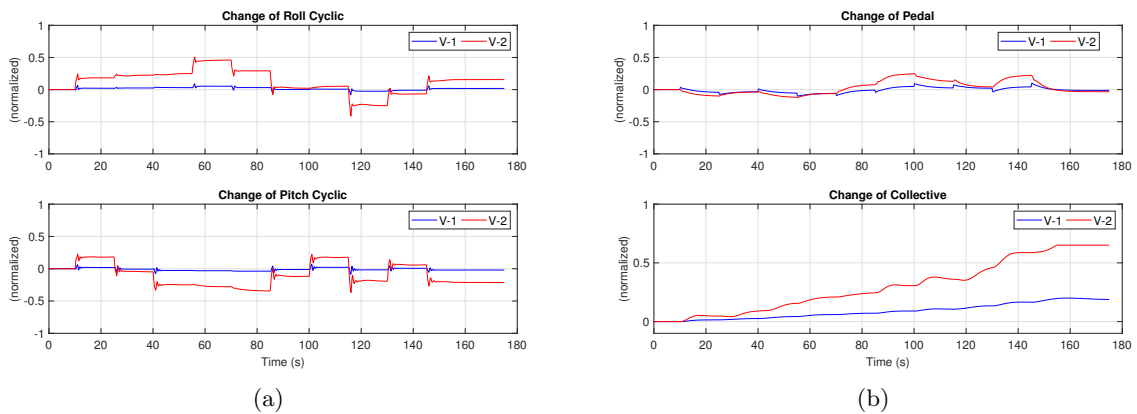 Change of Roll Cyclic
1
0.5
0
-0.5
-1
(normalized)
V-1 V-2
0 20 40 60 80 100 120 140 160 180
Change of Pitch Cyclic
1
0.5
0
-0.5
-1
(normalized)
V-1 V-2
0 20 40 60 80 100 120 140 160 180
Time (s)
(a)
Change of Pedal
1
0.5
0
-0.5
-1
(normalized)
V-1 V-2
0 20 40 60 80 100 120 140 160 180
Change of Collective
1
0.5
0
(normalized)
V-1 V-2
0 20 40 60 80 100 120 140 160 180
Time (s)
(b)